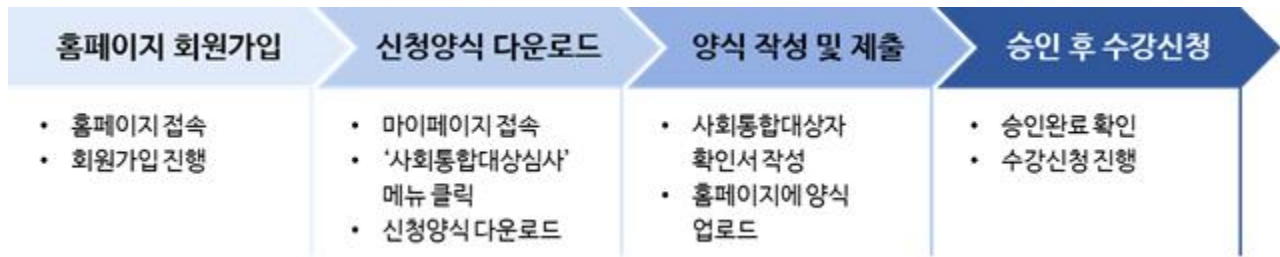 홈페이지 회원가입
• 홈페이지 접속
• 회원가입 진행
신청양식 다운로드
• 마이페이지 접속
• ‘사회통합대상심사’
메뉴 클릭
• 신청양식 다운로드
양식 작성 및 제출
• 사회통합대상자
확인서 작성
• 홈페이지에 양식
업로드
승인 후 수강신청
• 승인완료 확인
• 수강신청 진행